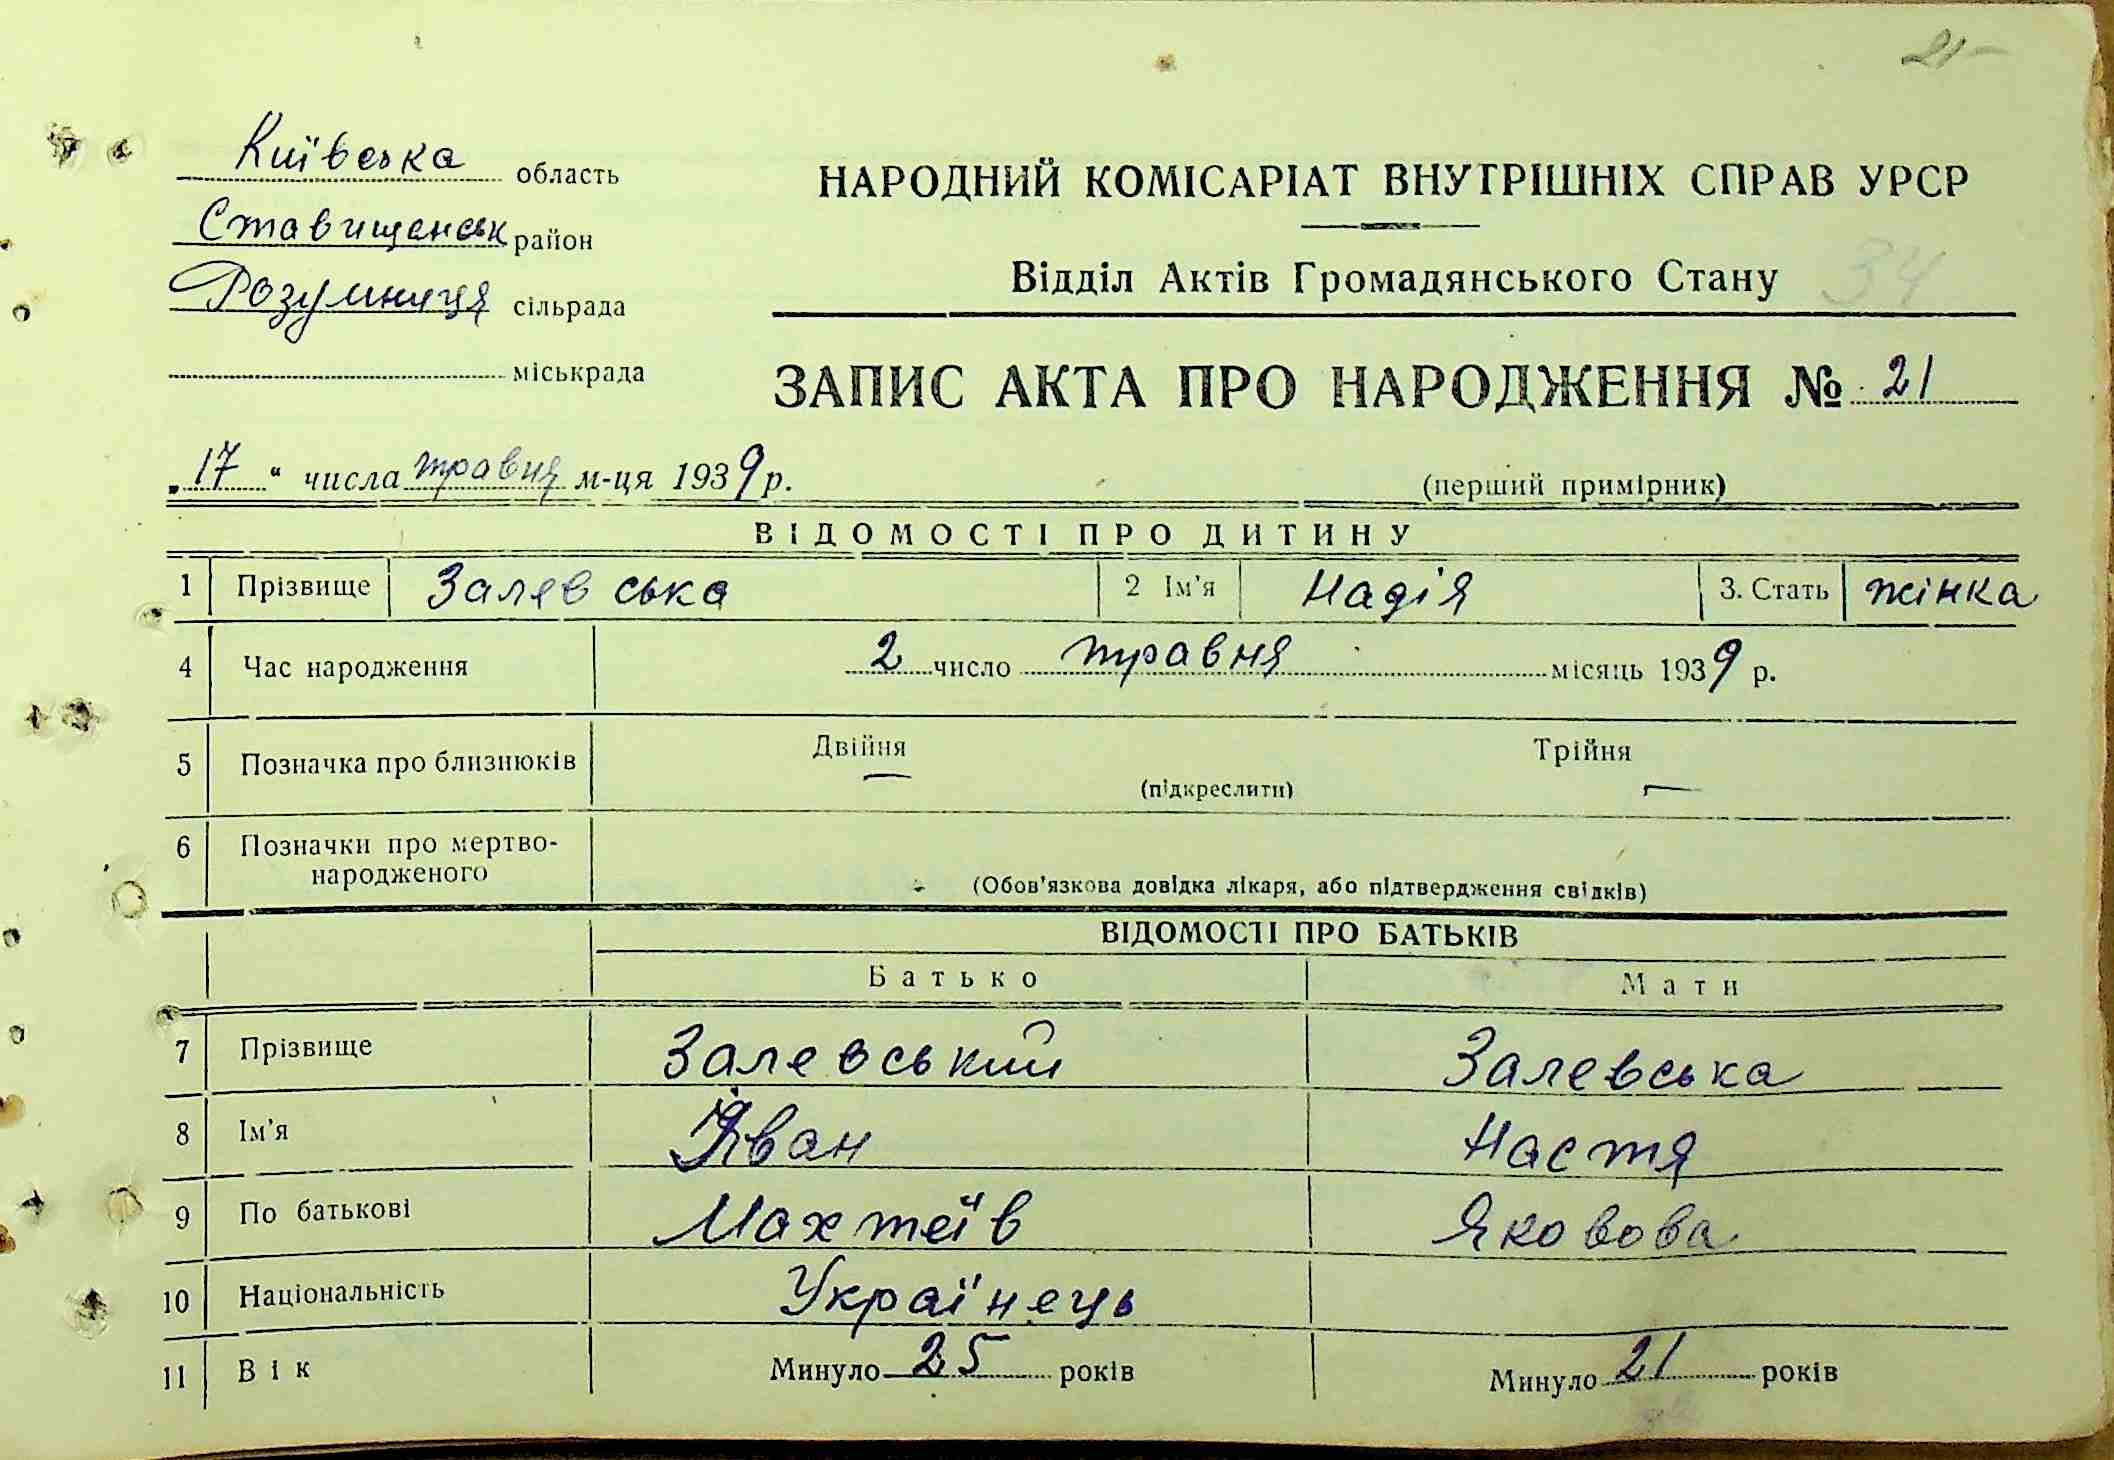 21
Київська область
Ставищанськ район
Розумниця сільрада
міськрада
НАРОДНИЙ КОМІСАРІАТ ВНУТРІШНІХ СПРАВ УРСР
Відділ Актів Громадянського Стану 34
ЗАПИС АКТА ПРО НАРОДЖЕННЯ № 21
„17“ числа травня м-ця 1939 р.
(перший примірник)
ВІДОМОСТІ ПРО ДИТИНУ
1 Прізвище Залевська 2 Ім'я Надія 3. Стать жінка
4 Час народження 2 число травня місяць 1939 р.
5 Позначка про близнюків Двійня — Трійня —
(підкреслити)
6 Позначки про мертво-
народженого
(Обов'язкова довідка лікаря, або підтвердження свідків)
ВІДОМОСТІ ПРО БАТЬКІВ
Батько Мати
7 Прізвище Залевський Залевська
8 Ім'я Іван Настя
9 По батькові Махтеїв Яковова
10 Національність Українець
11 Вік Минуло 25 років Минуло 21 років